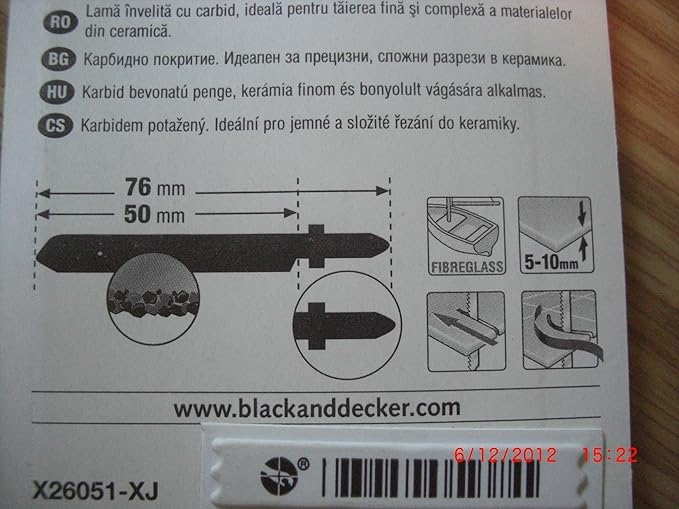 RO Lamă învelită cu carbid, ideală pentru tăierea fină şi complexă a materialelor
din ceramică.
BG Карбидно покритие. Идеален за прецизни, сложни разрези в керамика.
HU Karbid bevonatú penge, kerámia finom és bonyolult vágására alkalmas.
CS Karbidem potažený. Ideální pro jemné a složité řezání do keramiky.
76 mm
50 mm
FIBREGLASS
5-10mm
www.blackanddecker.com
X26051-XJ
®
6/12/2012 15:22